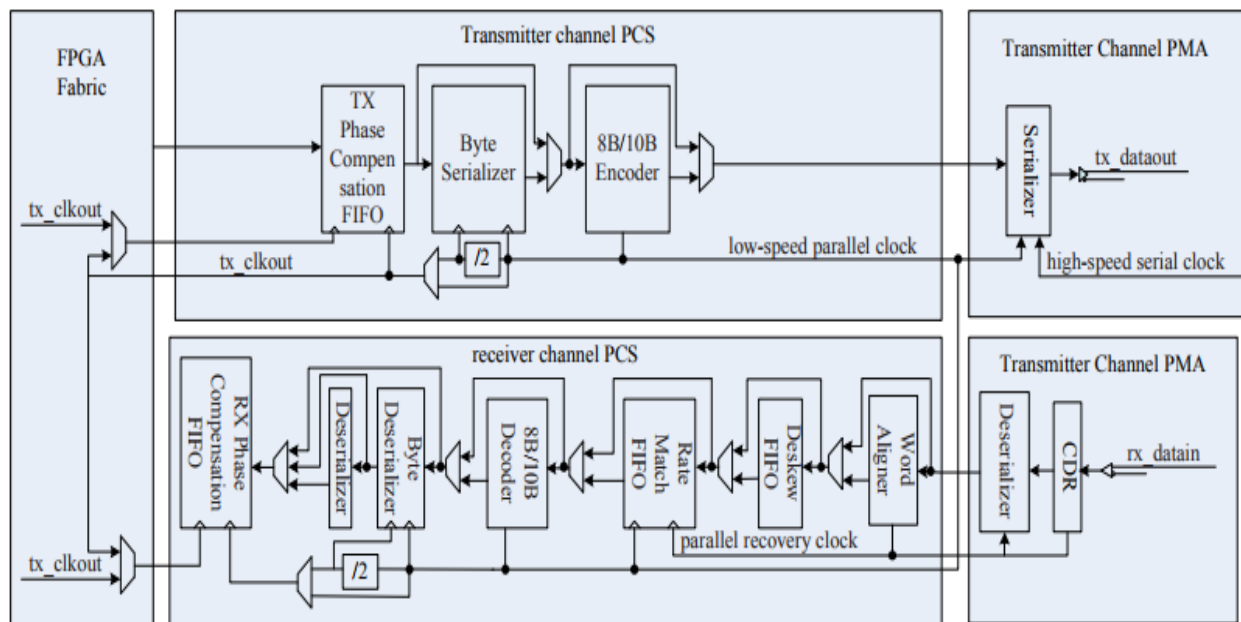 FPGA
Fabric
tx_clkout
tx_clkout
Transmitter channel PCS
TX
Phase
Compen
sation
FIFO
Byte
Serializer
8B/10B
Encoder
/2
tx_clkout
low-speed parallel clock
Transmitter Channel PMA
Serializer
tx_dataout
high-speed serial clock
receiver channel PCS
RX Phase
Compensation
FIFO
Deserializer
Byte
Deserializer
8B/10B
Decoder
Rate
Match
FIFO
Deskew
FIFO
Word
Aligner
/2
parallel recovery clock
Transmitter Channel PMA
Deserializer
CDR
rx_datain